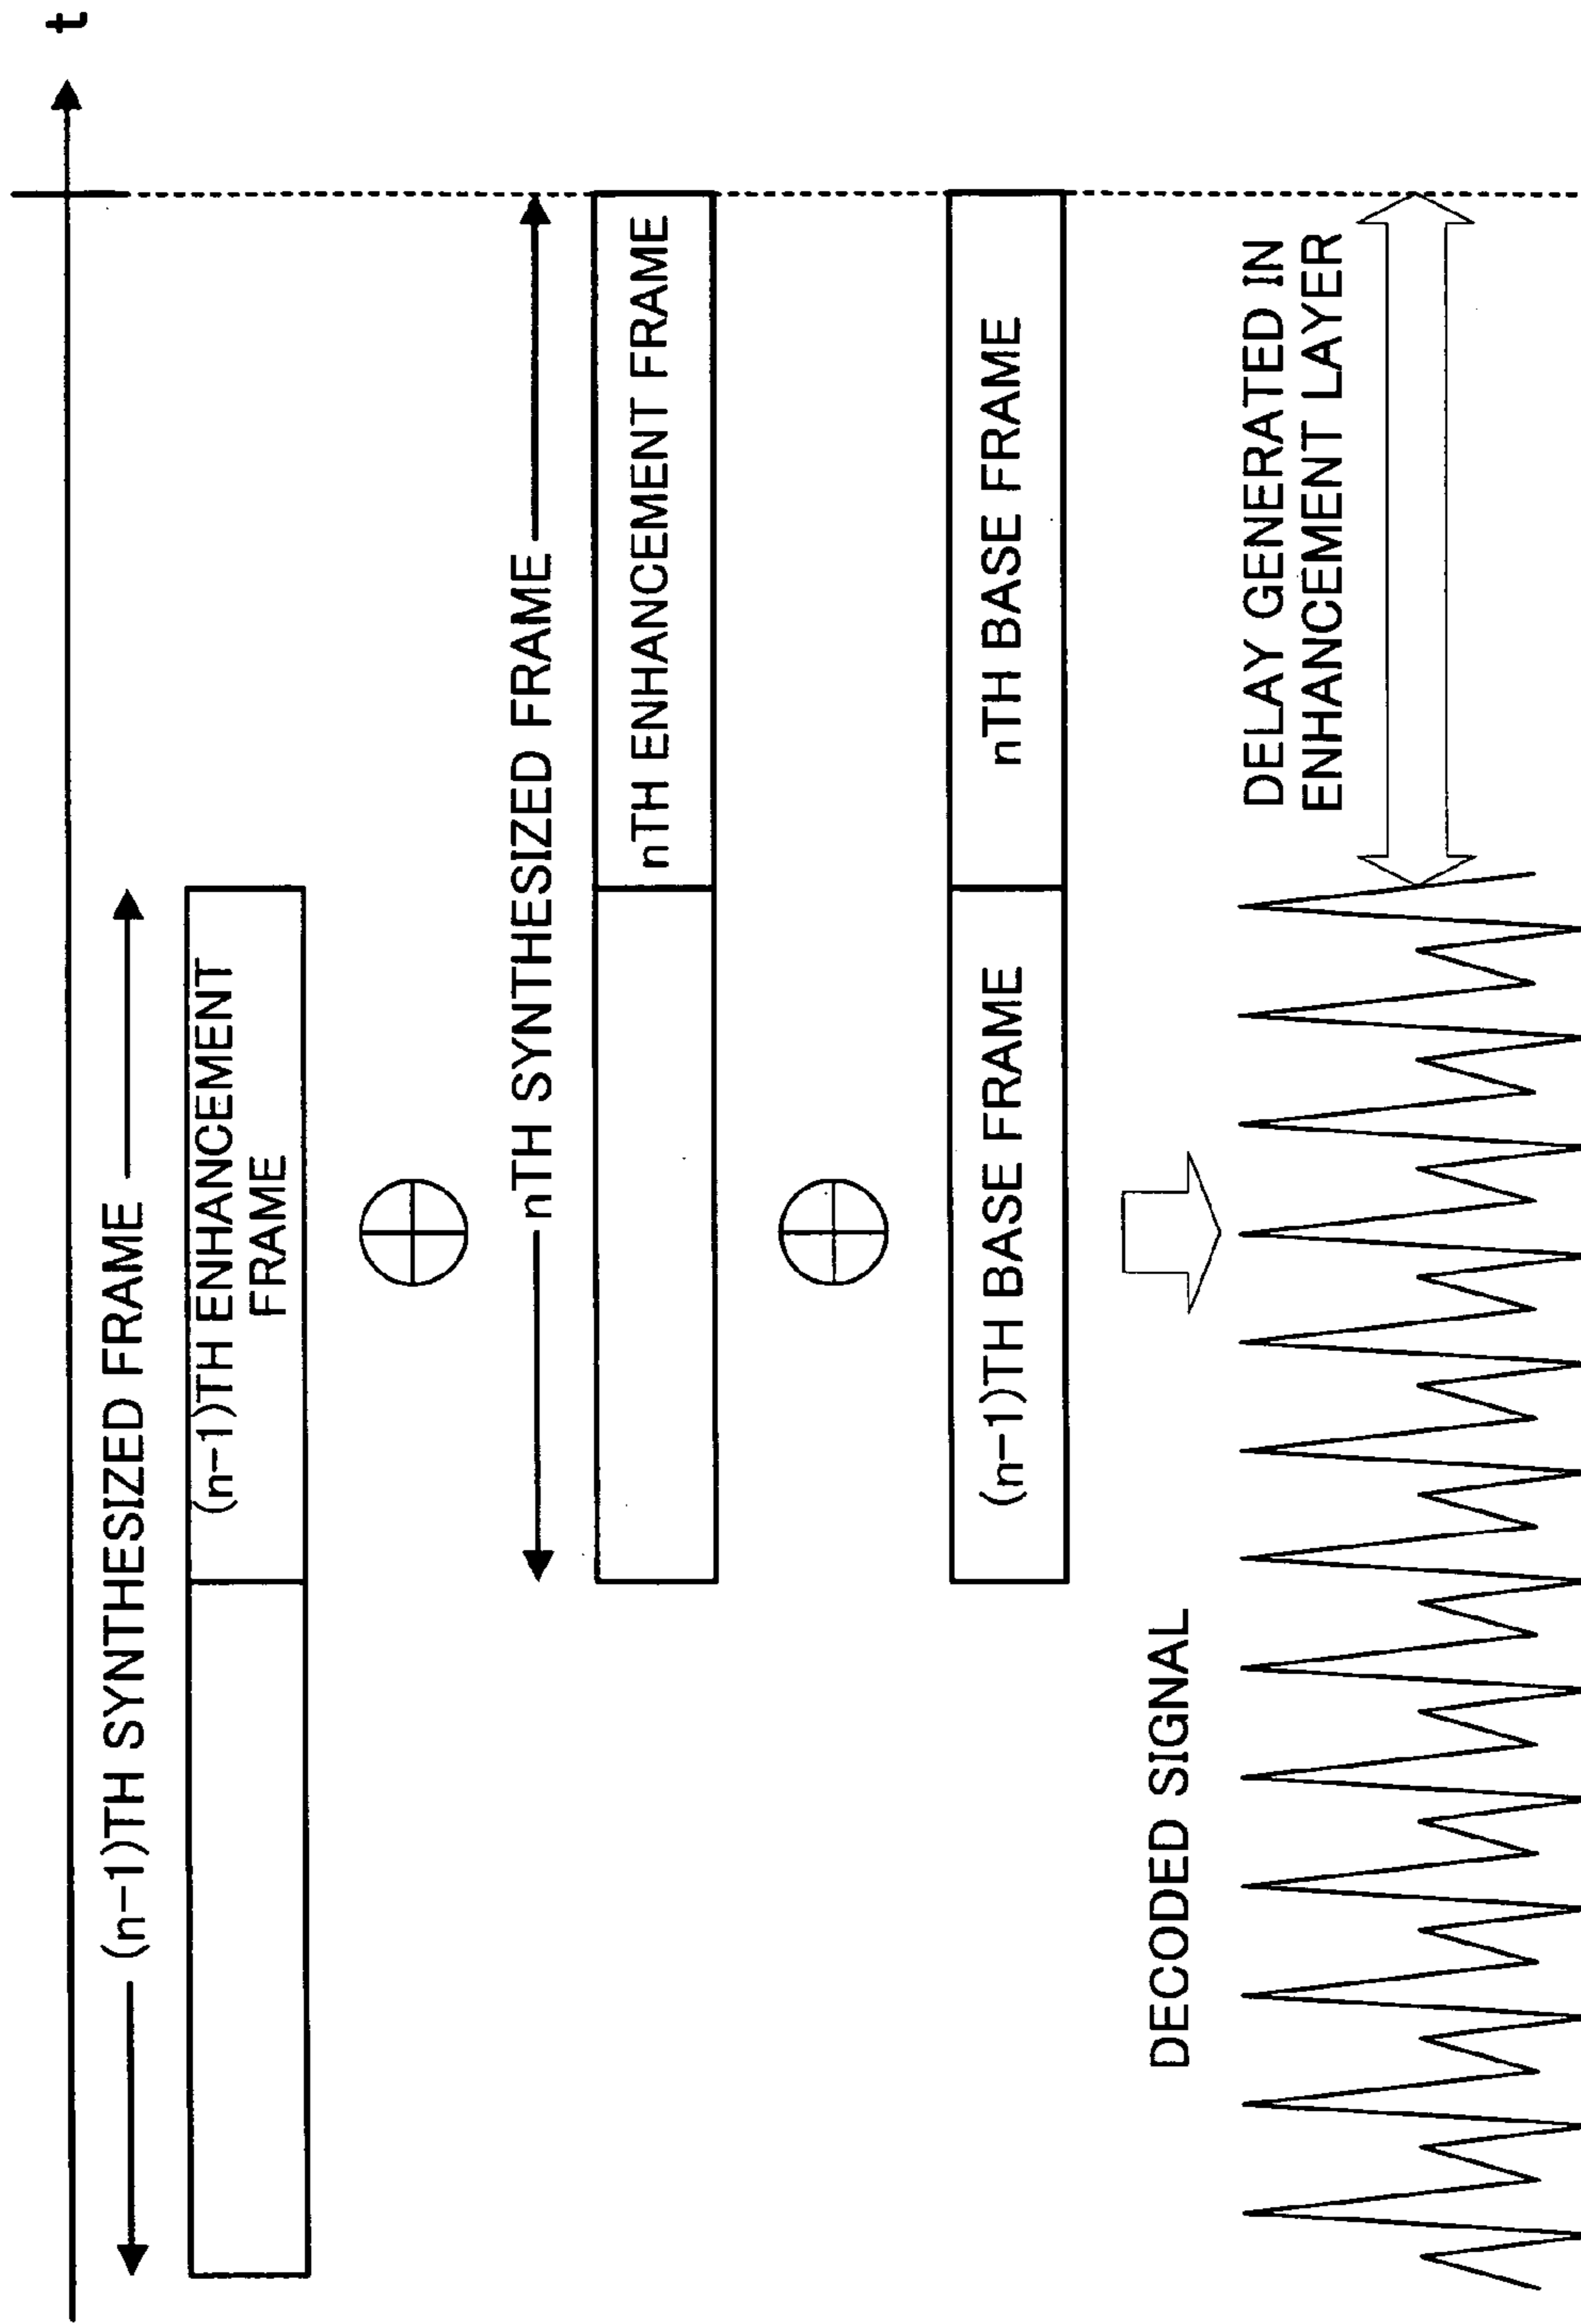 t
(n-1)TH SYNTHESIZED FRAME
(n-1)TH ENHANCEMENT
FRAME
nTH SYNTHESIZED FRAME
nTH ENHANCEMENT FRAME
(n-1)TH BASE FRAME
nTH BASE FRAME
DECODED SIGNAL
DELAY GENERATED IN
ENHANCEMENT LAYER